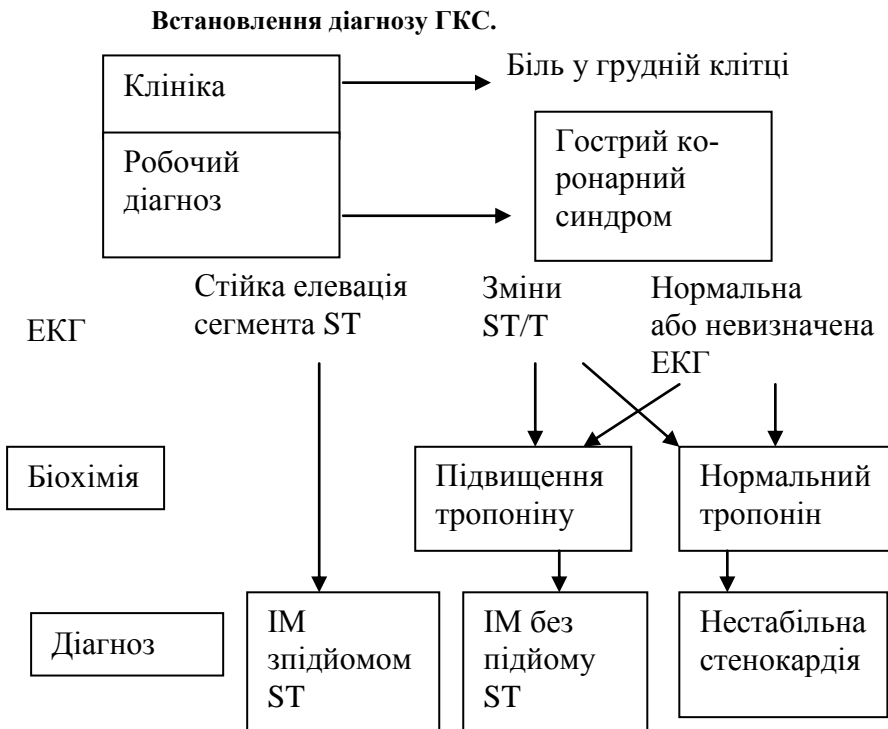 Встановлення діагнозу ГКС.
Клініка
Біль у грудній клітці
Робочий
діагноз
Гострий ко-
ронарний
синдром
ЕКГ
Стійка елевація
сегмента ST
Зміни
ST/T
Нормальна
або невизначена
ЕКГ
Біохімія
Підвищення
тропоніну
Нормальний
тропонін
Діагноз
ІМ
зпідйомом
ST
ІМ без
підйому
ST
Нестабільна
стенокардія